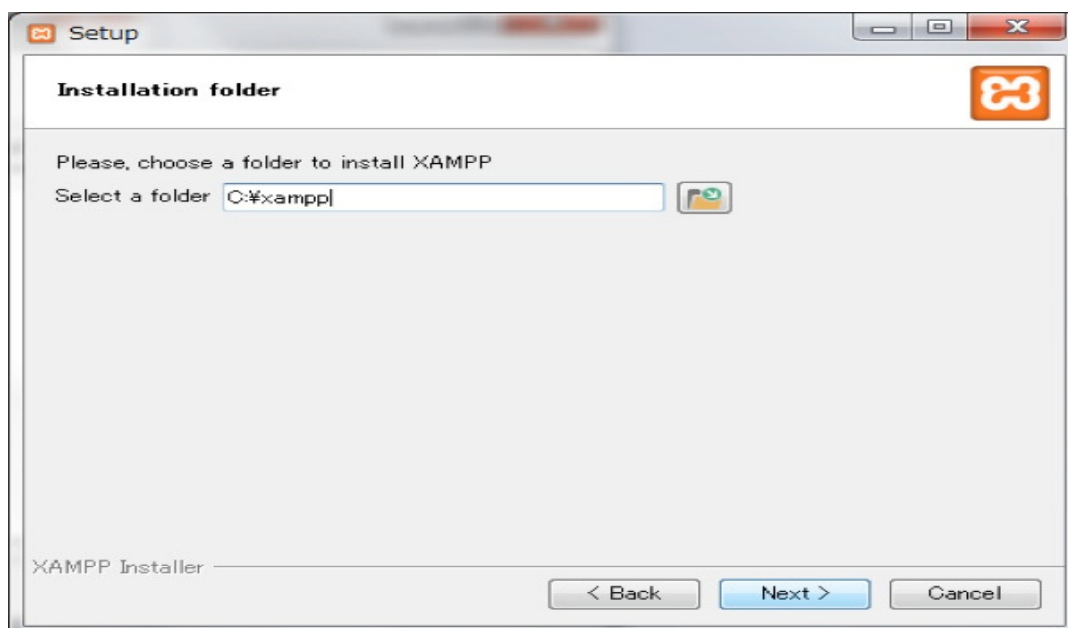 Setup
Installation folder
Please, choose a folder to install XAMPP
Select a folder C:¥xampp
XAMPP Installer
< Back Next > Cancel